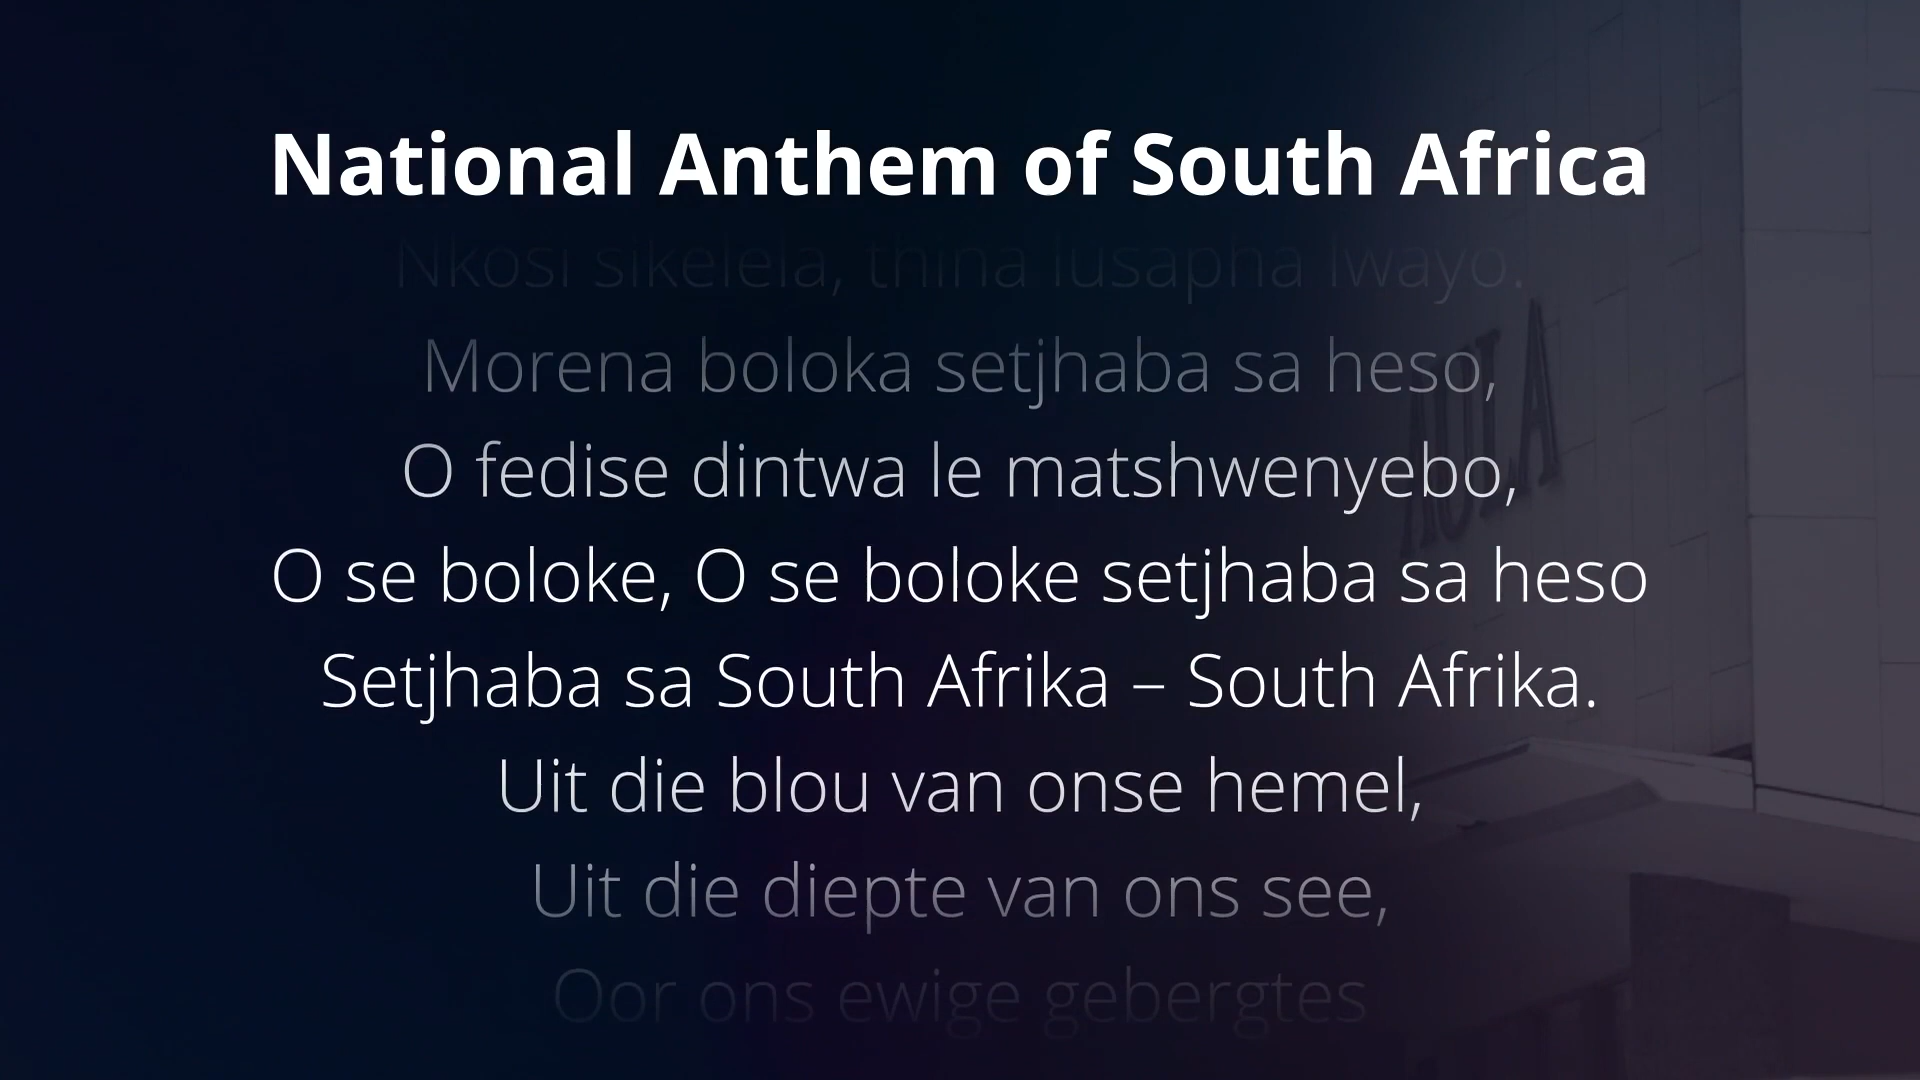 National Anthem of South Africa
Nkosi sikelela, thina lusapha lwayo.
Morena boloka setjhaba sa heso,
O fedise dintwa le matshwenyebo,
O se boloke, O se boloke setjhaba sa heso
Setjhaba sa South Afrika – South Afrika.
Uit die blou van onse hemel,
Uit die diepte van ons see,
Oor ons ewige gebergtes
AULA